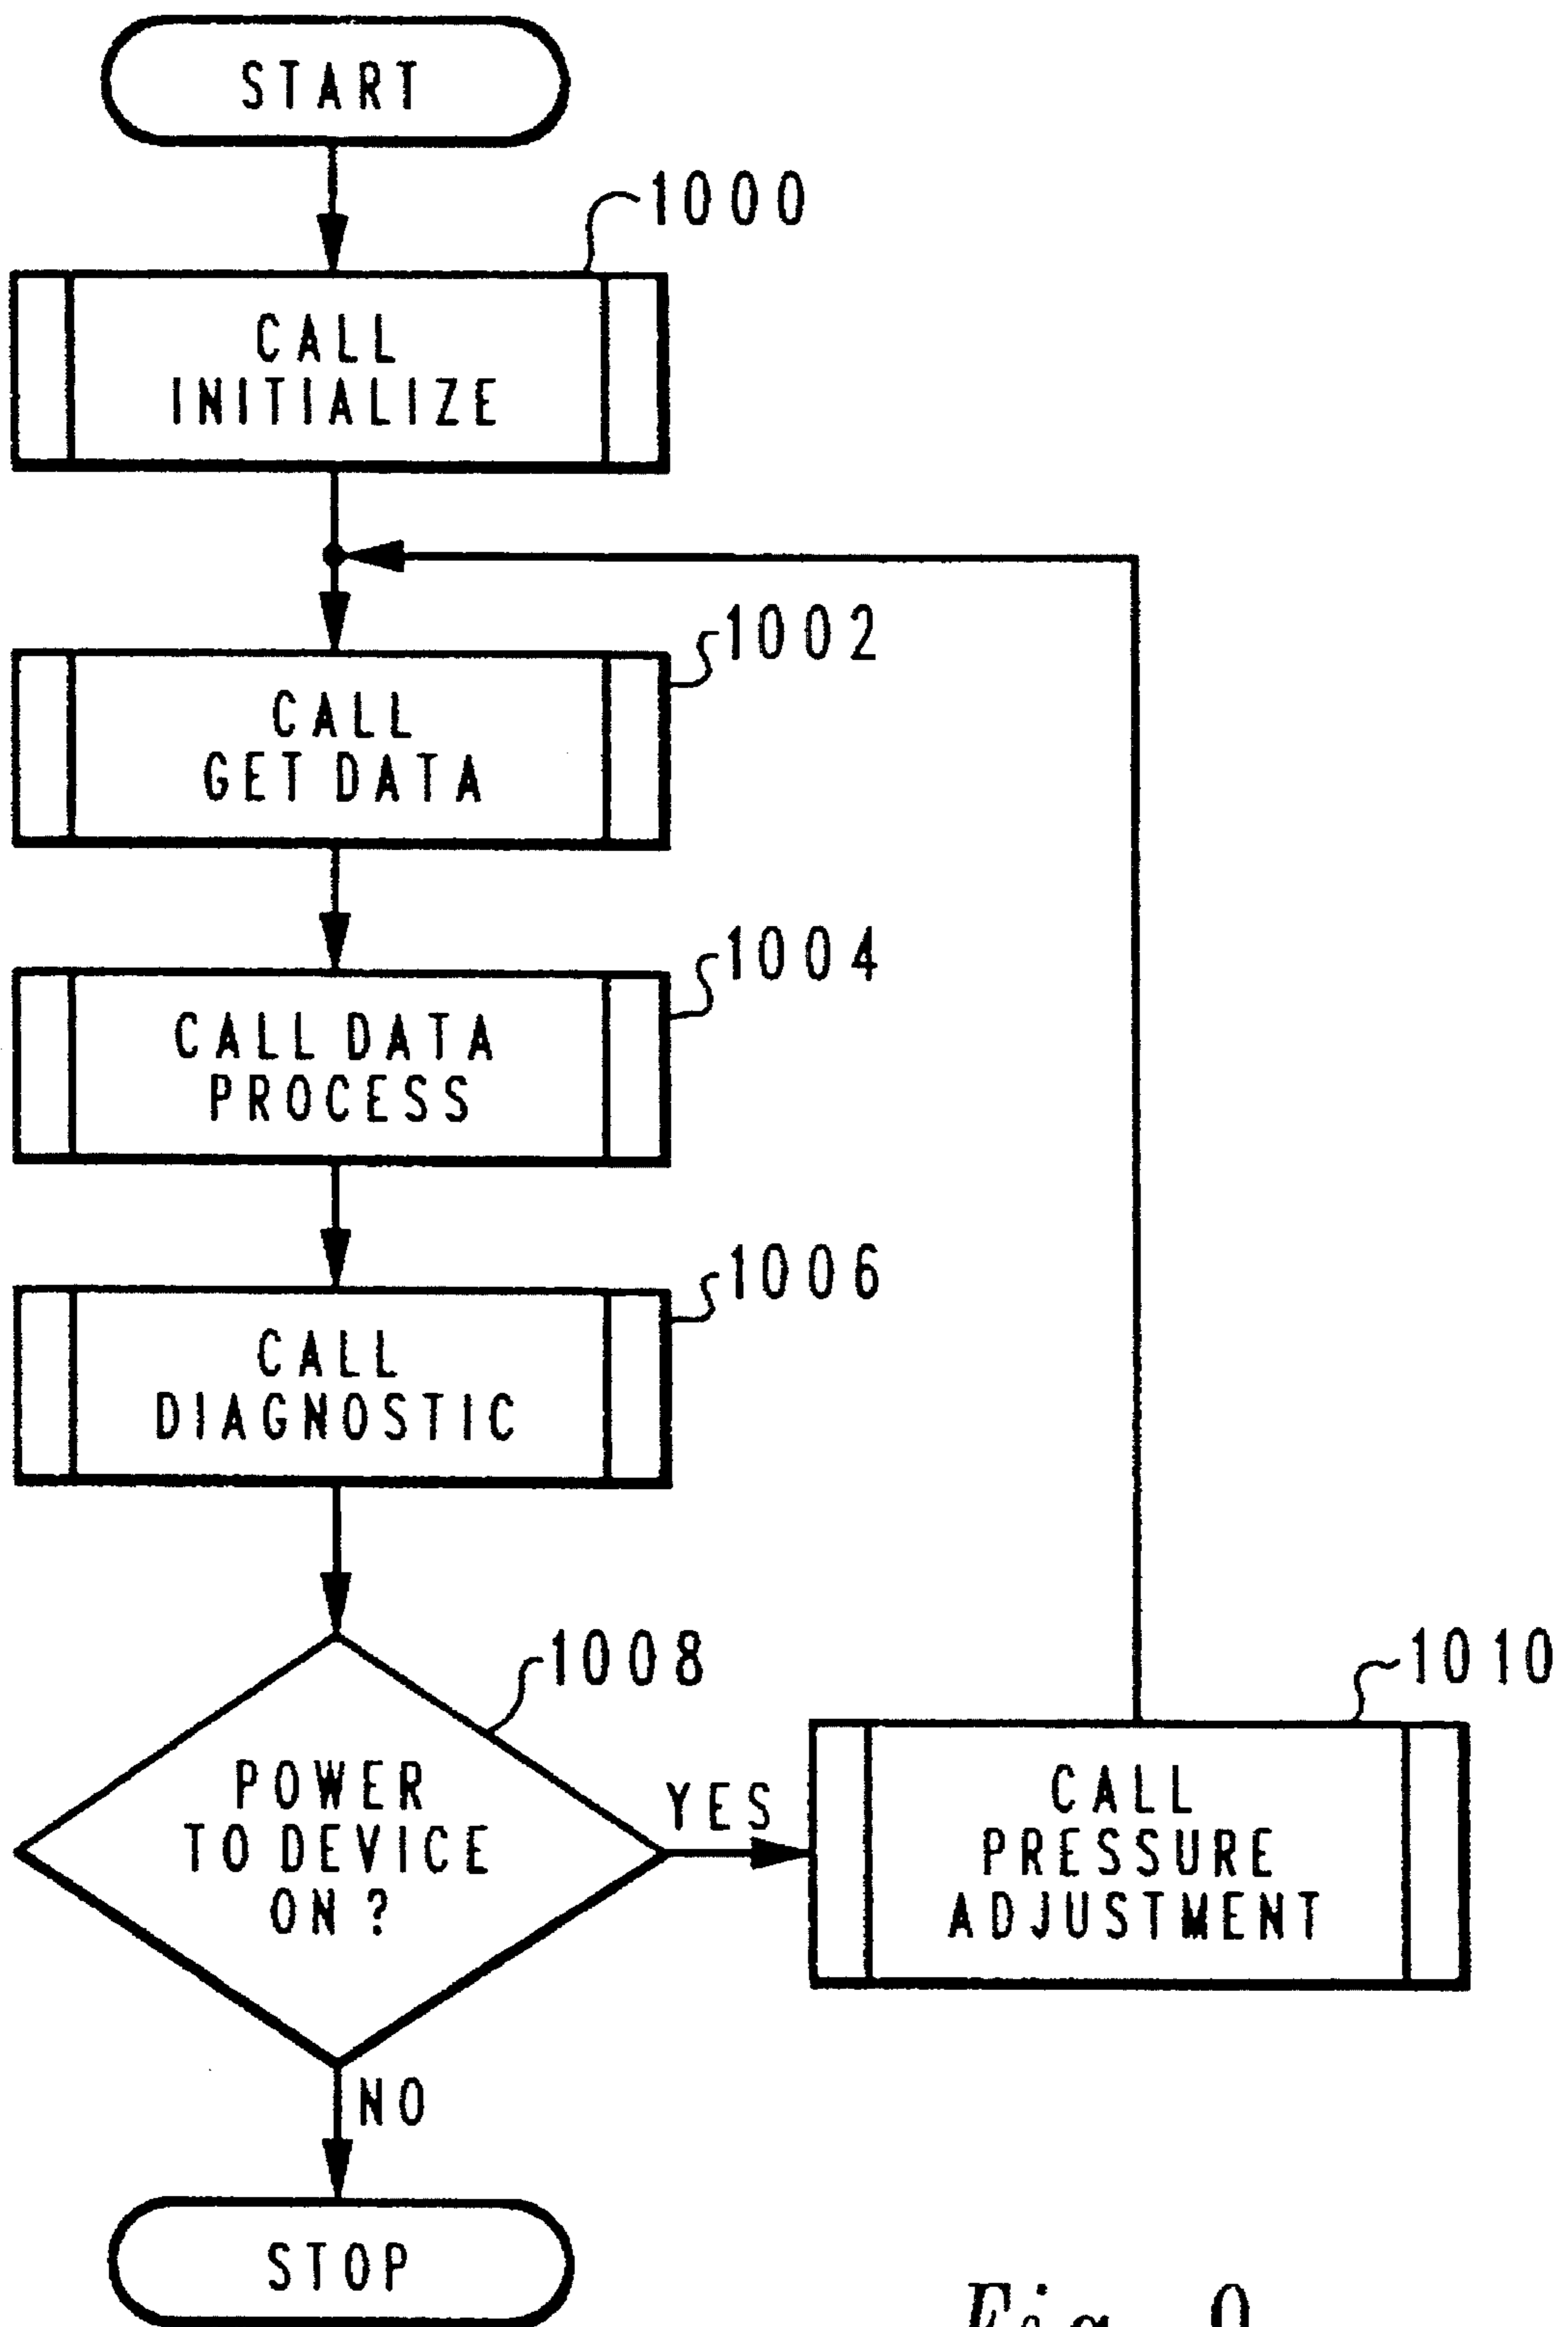 START
1000
CALL
INITIALIZE
1002
CALL
GET DATA
1004
CALL DATA
PROCESS
1006
CALL
DIAGNOSTIC
1008
POWER
TO DEVICE
ON?
YES
1010
CALL
PRESSURE
ADJUSTMENT
NO
STOP